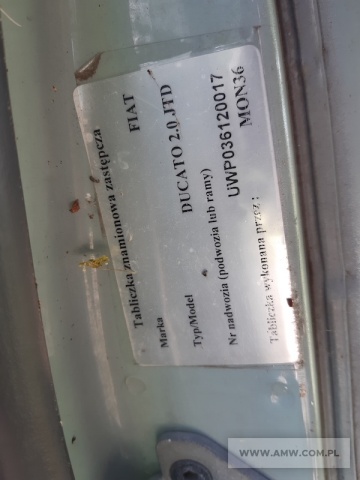 Tabliczka znamionowa zastępcza
Marka FIAT
Typ/Model DUCATO 2.0 JTD
Nr nadwozia (podwozia lub ramy)
UWP036120017
Tabliczka wykonana przez : MON36
© AMW
WWW.AMW.COM.PL